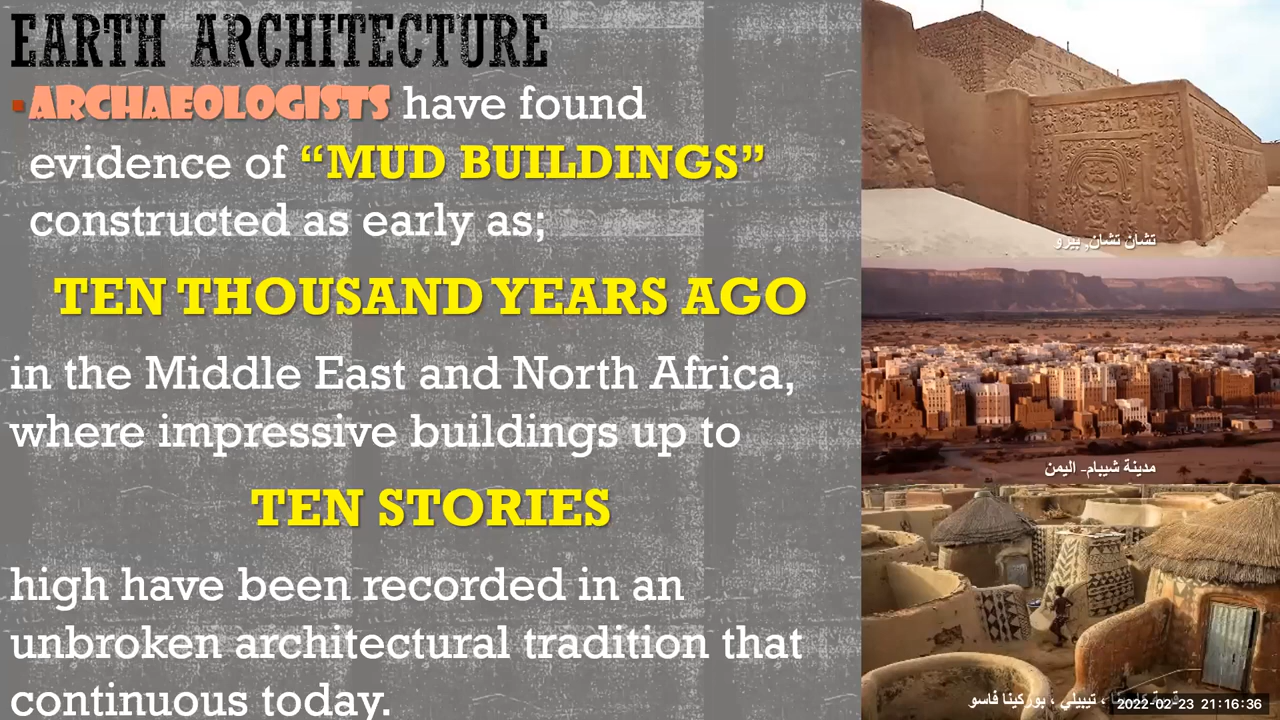 EARTH ARCHITECTURE
▪ARCHAEOLOGISTS have found
evidence of “MUD BUILDINGS”
constructed as early as;
TEN THOUSAND YEARS AGO
in the Middle East and North Africa,
where impressive buildings up to
TEN STORIES
high have been recorded in an
unbroken architectural tradition that
continuous today.
تشان تشان, بيرو
مدينة شيبام- اليمن
، تيبيلي ، بوركينا فاسو
2022-02-23 21:16:36